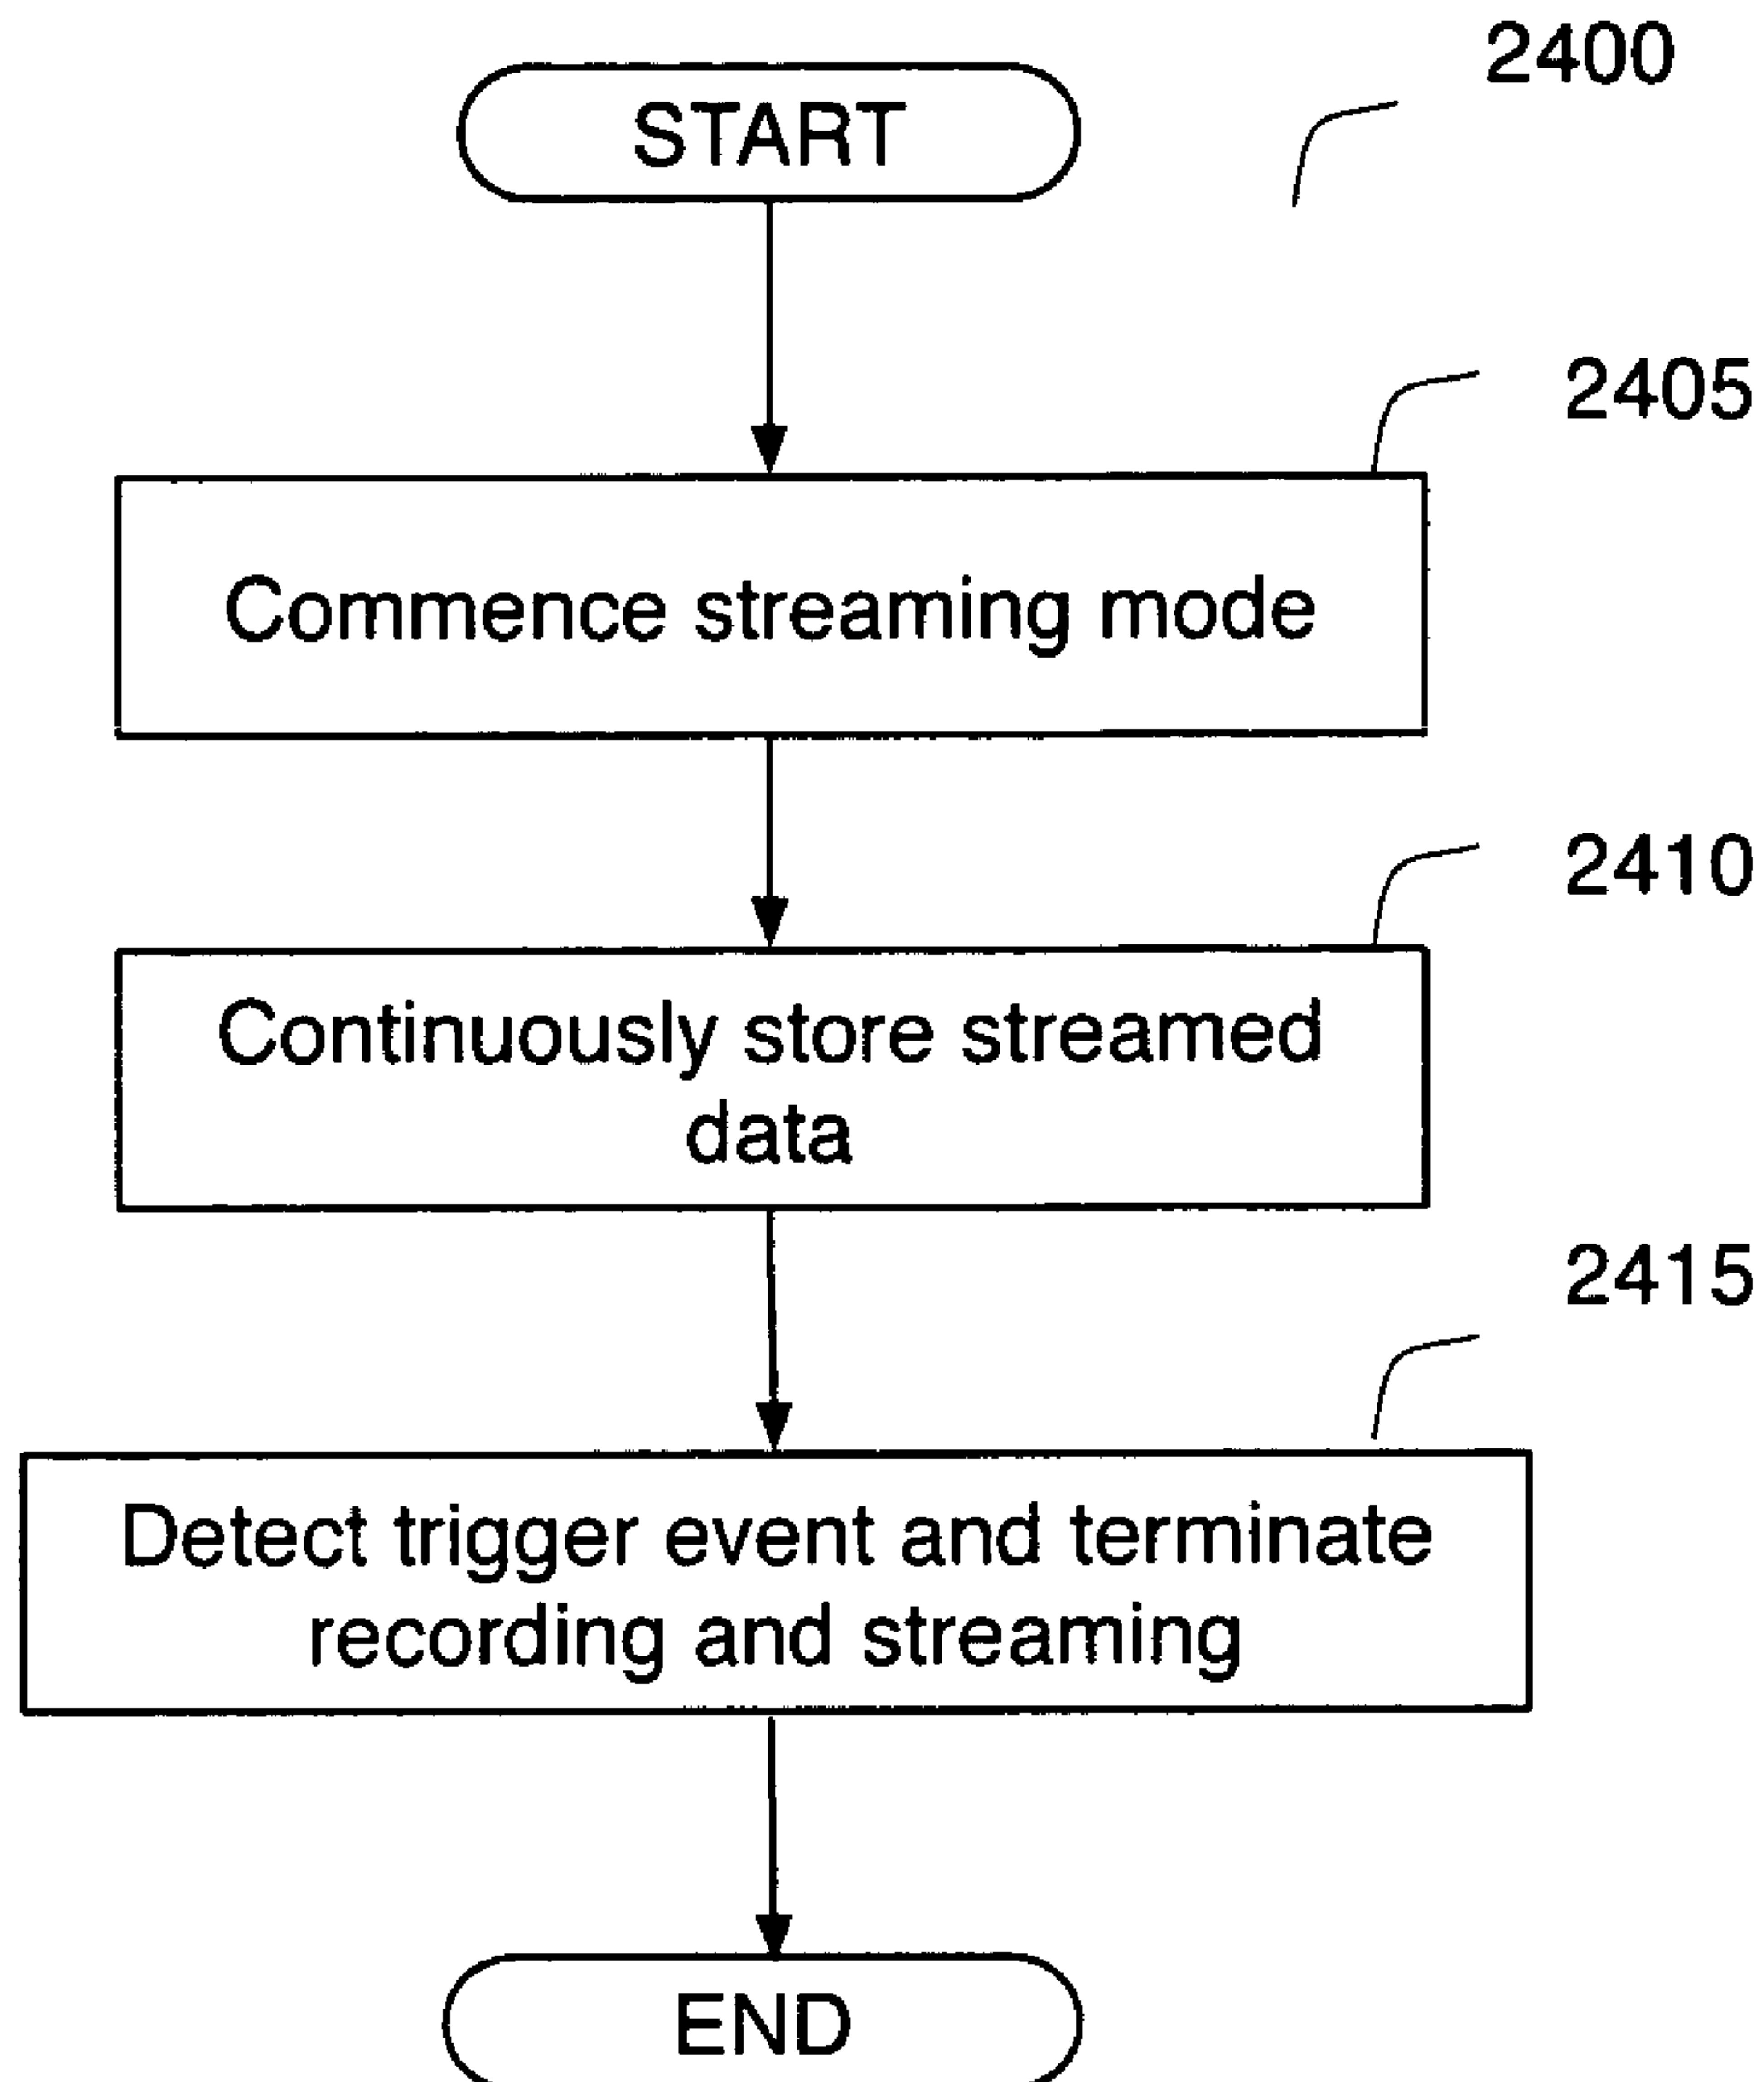 2400
START
2405
Commence streaming mode
2410
Continuously store streamed
data
2415
Detect trigger event and terminate
recording and streaming
END